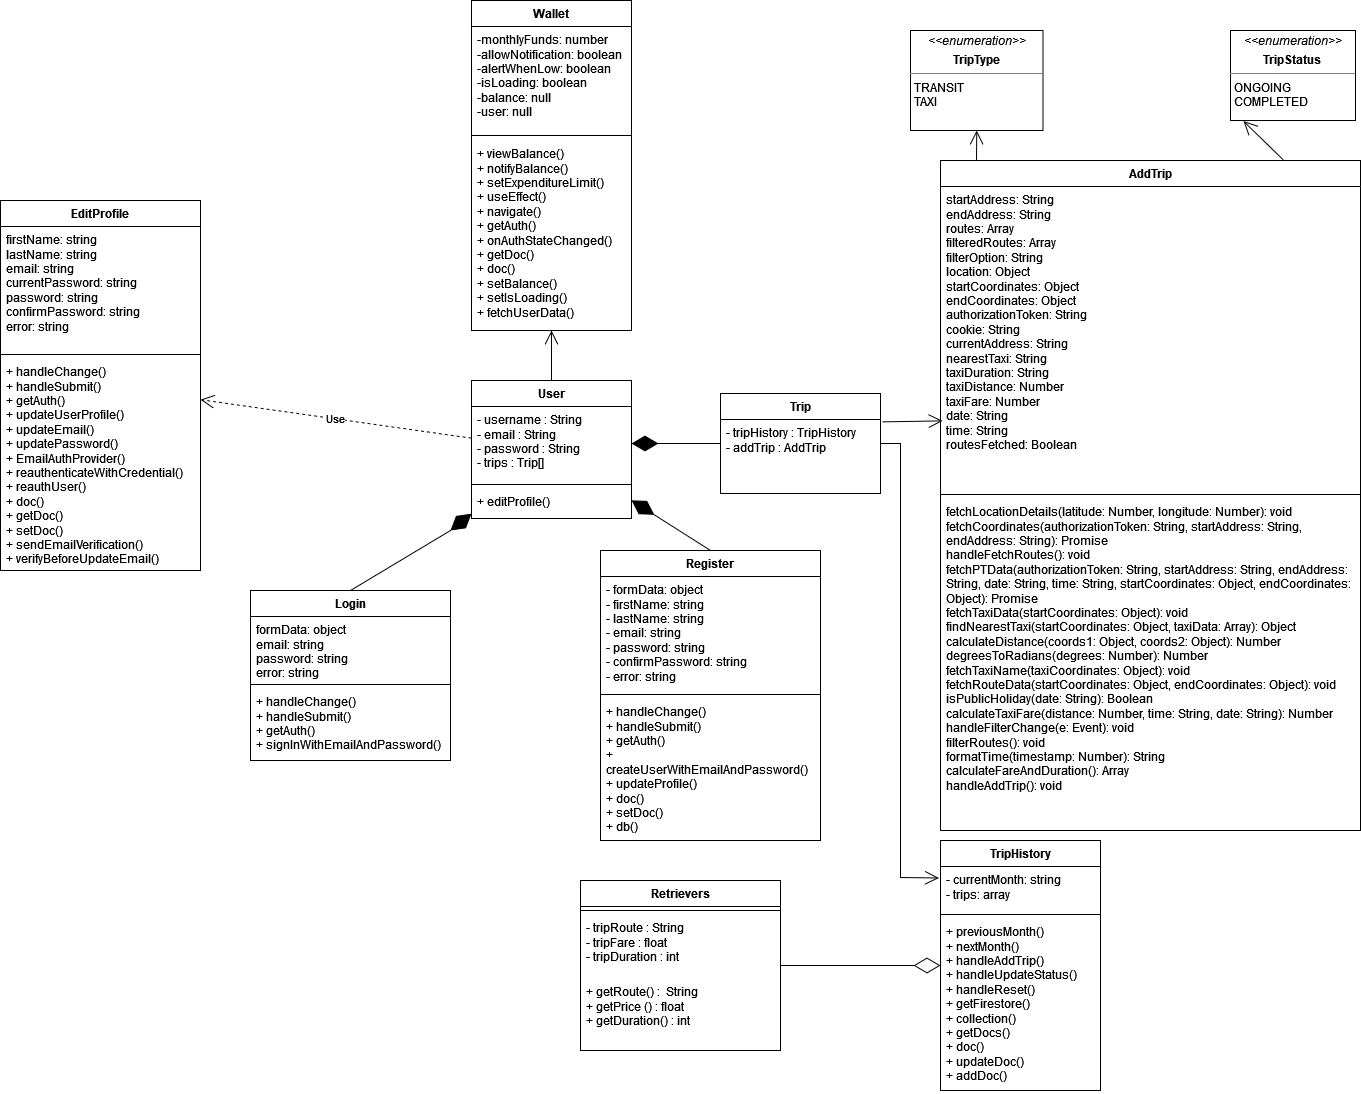 Wallet
-monthlyFunds: number
-allowNotification: boolean
-alertWhenLow: boolean
-isLoading: boolean
-balance: null
-user: null
+ viewBalance()
+ notifyBalance()
+ setExpenditureLimit()
+ useEffect()
+ navigate()
+ getAuth()
+ onAuthStateChanged()
+ getDoc()
+ doc()
+ setBalance()
+ setIsLoading()
+ fetchUserData()
<<enumeration>>
TripType
TRANSIT
TAXI
<<enumeration>>
TripStatus
ONGOING
COMPLETED
EditProfile
firstName: string
lastName: string
email: string
currentPassword: string
password: string
confirmPassword: string
error: string
+ handleChange()
+ handleSubmit()
+ getAuth()
+ updateUserProfile()
+ updateEmail()
+ updatePassword()
+ EmailAuthProvider()
+ reauthenticateWithCredential()
+ reauthUser()
+ doc()
+ getDoc()
+ setDoc()
+ sendEmailVerification()
+ verifyBeforeUpdateEmail()
Use
User
- username : String
- email : String
- password : String
- trips : Trip[]
+ editProfile()
Trip
- tripHistory : TripHistory
- addTrip : AddTrip
AddTrip
startAddress: String
endAddress: String
routes: Array
filteredRoutes: Array
filterOption: String
location: Object
startCoordinates: Object
endCoordinates: Object
authorizationToken: String
cookie: String
currentAddress: String
nearestTaxi: String
taxiDuration: String
taxiDistance: Number
taxiFare: Number
date: String
time: String
routesFetched: Boolean
fetchLocationDetails(latitude: Number, longitude: Number): void
fetchCoordinates(authorizationToken: String, startAddress: String,
endAddress: String): Promise
handleFetchRoutes(): void
fetchPTData(authorizationToken: String, startAddress: String, endAddress:
String, date: String, time: String, startCoordinates: Object, endCoordinates:
Object): Promise
fetchTaxiData(startCoordinates: Object): void
findNearestTaxi(startCoordinates: Object, taxiData: Array): Object
calculateDistance(coords1: Object, coords2: Object): Number
degreesToRadians(degrees: Number): Number
fetchTaxiName(taxiCoordinates: Object): void
fetchRouteData(startCoordinates: Object, endCoordinates: Object): void
isPublicHoliday(date: String): Boolean
calculateTaxiFare(distance: Number, time: String, date: String): Number
handleFilterChange(e: Event): void
filterRoutes(): void
formatTime(timestamp: Number): String
calculateFareAndDuration(): Array
handleAddTrip(): void
Login
formData: object
email: string
password: string
error: string
+ handleChange()
+ handleSubmit()
+ getAuth()
+ signInWithEmailAndPassword()
Register
- formData: object
- firstName: string
- lastName: string
- email: string
- password: string
- confirmPassword: string
- error: string
+ handleChange()
+ handleSubmit()
+ getAuth()
+
createUserWithEmailAndPassword()
+ updateProfile()
+ doc()
+ setDoc()
+ db()
Retrievers
- tripRoute : String
- tripFare : float
- tripDuration : int
+ getRoute() :  String
+ getPrice () : float
+ getDuration() : int
TripHistory
- currentMonth: string
- trips: array
+ previousMonth()
+ nextMonth()
+ handleAddTrip()
+ handleUpdateStatus()
+ handleReset()
+ getFirestore()
+ collection()
+ getDocs()
+ doc()
+ updateDoc()
+ addDoc()